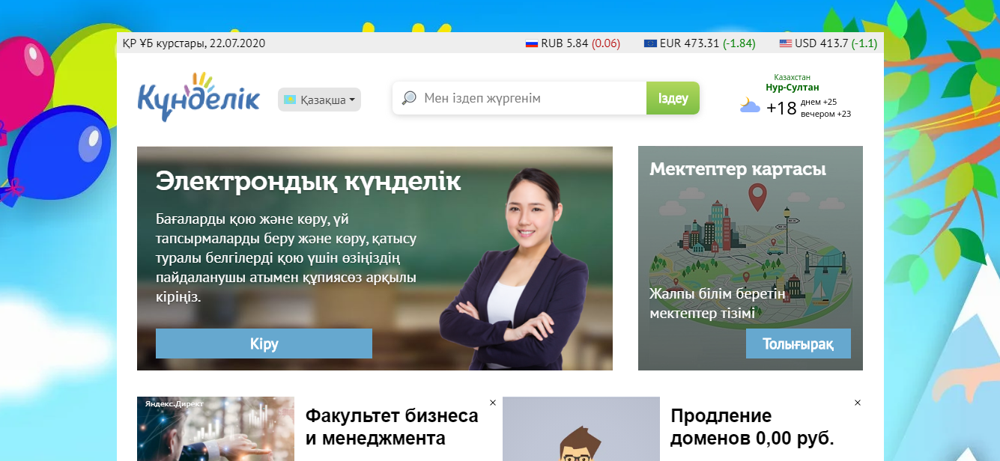 ҚР ҰБ курстары, 22.07.2020
RUB 5.84 (0.06)
EUR 473.31 (-1.84)
USD 413.7 (-1.1)
Күнделік
Қазақша
Мен іздеп жүргенім
Іздеу
Казахстан
Нур-Султан
+18
днем +25
вечером +23
Электрондық күнделік
Бағаларды қою және көру, үй
тапсырмаларды беру және көру, қатысу
туралы белгілерді қою үшін өзіңіздің
пайдаланушы атымен құпиясөз арқылы
кіріңіз.
Кіру
Мектептер картасы
Жалпы білім беретін
мектептер тізімі
Толығырақ
Яндекс.Директ
Факультет бизнеса
и менеджмента
Продление
доменов 0,00 руб.